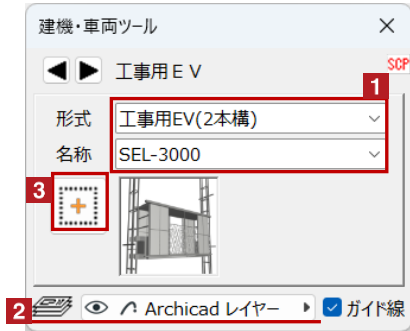 建機・車両ツール
工事用ＥＶ
SCP
1
形式 工事用EV(2本構)
名称 SEL-3000
3
2
Archicad レイヤー ガイド線